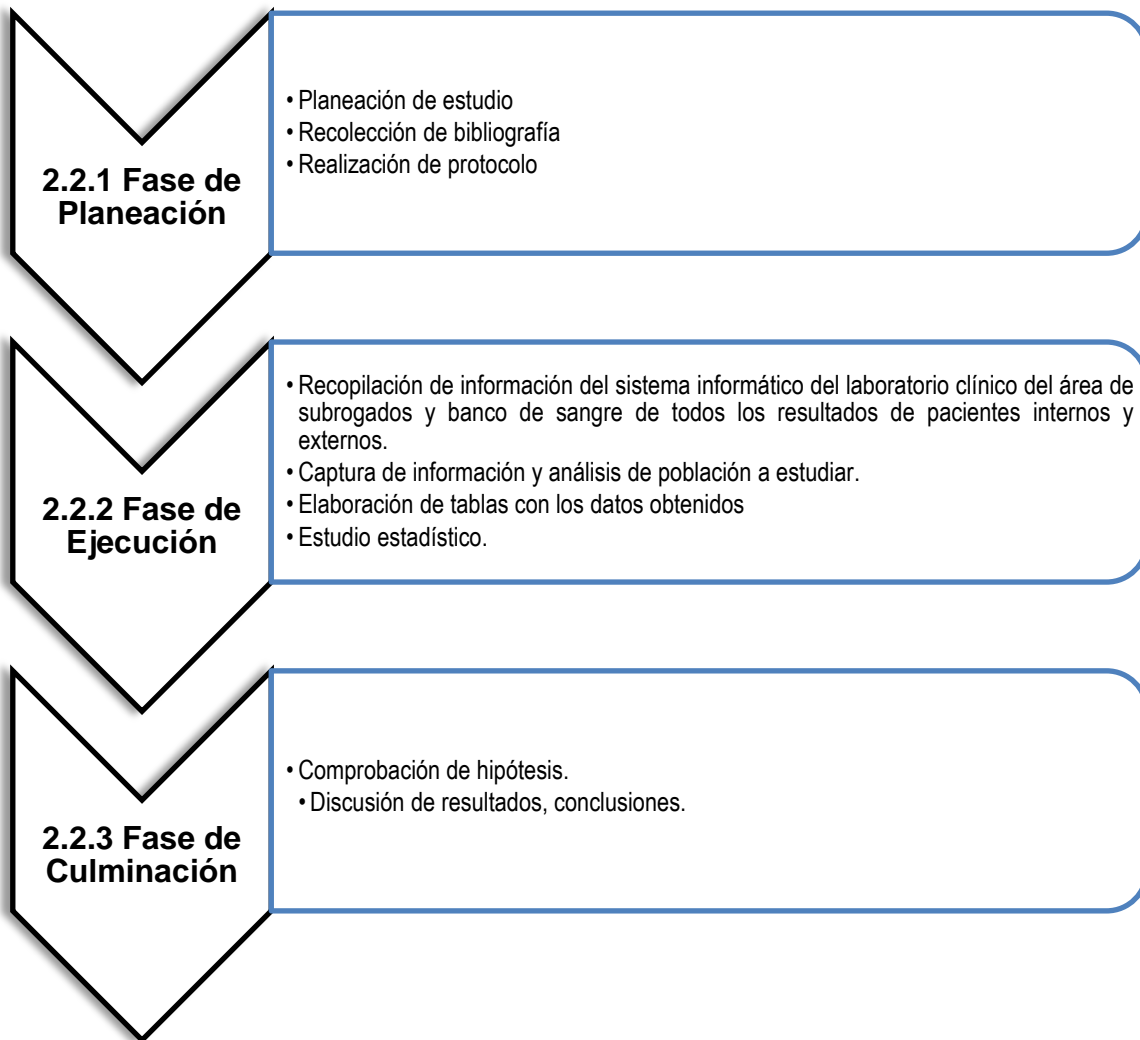 2.2.1 Fase de
Planeación
• Planeación de estudio
• Recolección de bibliografía
• Realización de protocolo
2.2.2 Fase de
Ejecución
• Recopilación de información del sistema informático del laboratorio clínico del área de
subrogados y banco de sangre de todos los resultados de pacientes internos y
externos.
• Captura de información y análisis de población a estudiar.
• Elaboración de tablas con los datos obtenidos
• Estudio estadístico.
2.2.3 Fase de
Culminación
• Comprobación de hipótesis.
• Discusión de resultados, conclusiones.